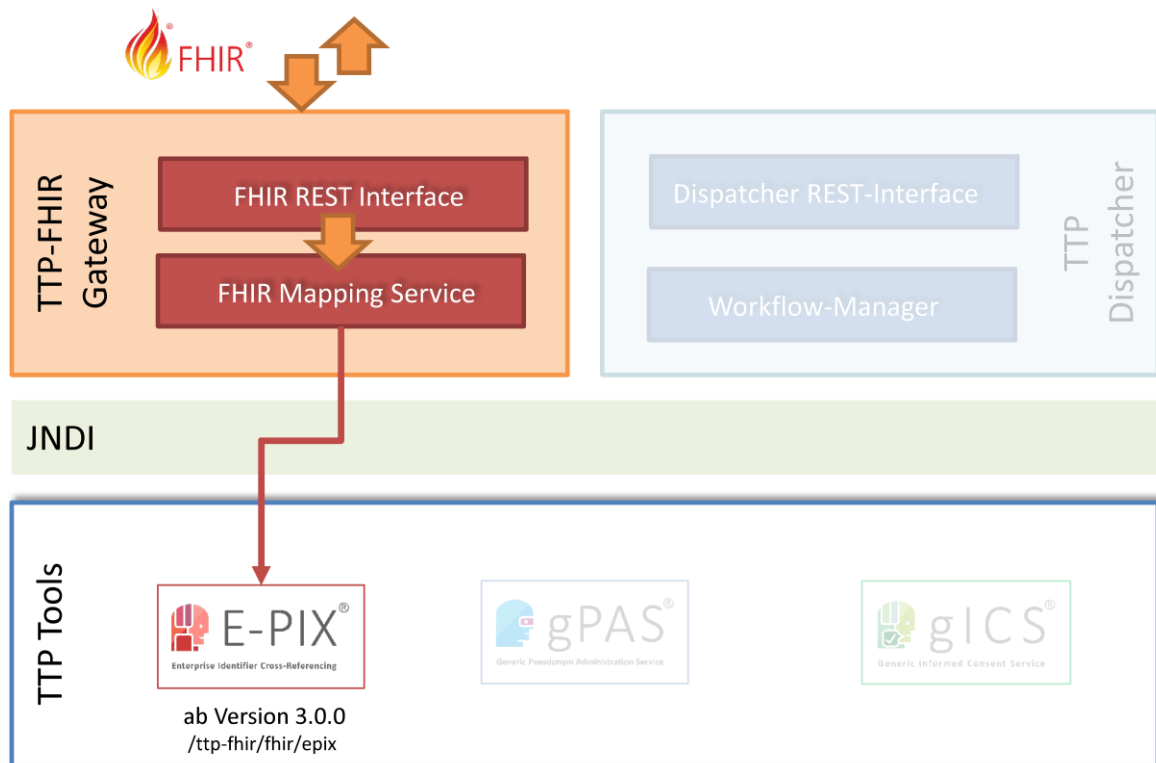 FHIR®
TTP-FHIR
Gateway
FHIR REST Interface
FHIR Mapping Service
Dispatcher REST-Interface
Workflow-Manager
TTP
Dispatcher
JNDI
TTP Tools
E-PIX®
Enterprise Identifier Cross-Referencing
ab Version 3.0.0
/ttp-fhir/fhir/epix
gPAS®
Generic Pseudonym Administration Service
gICS®
Generic Informed Consent Service